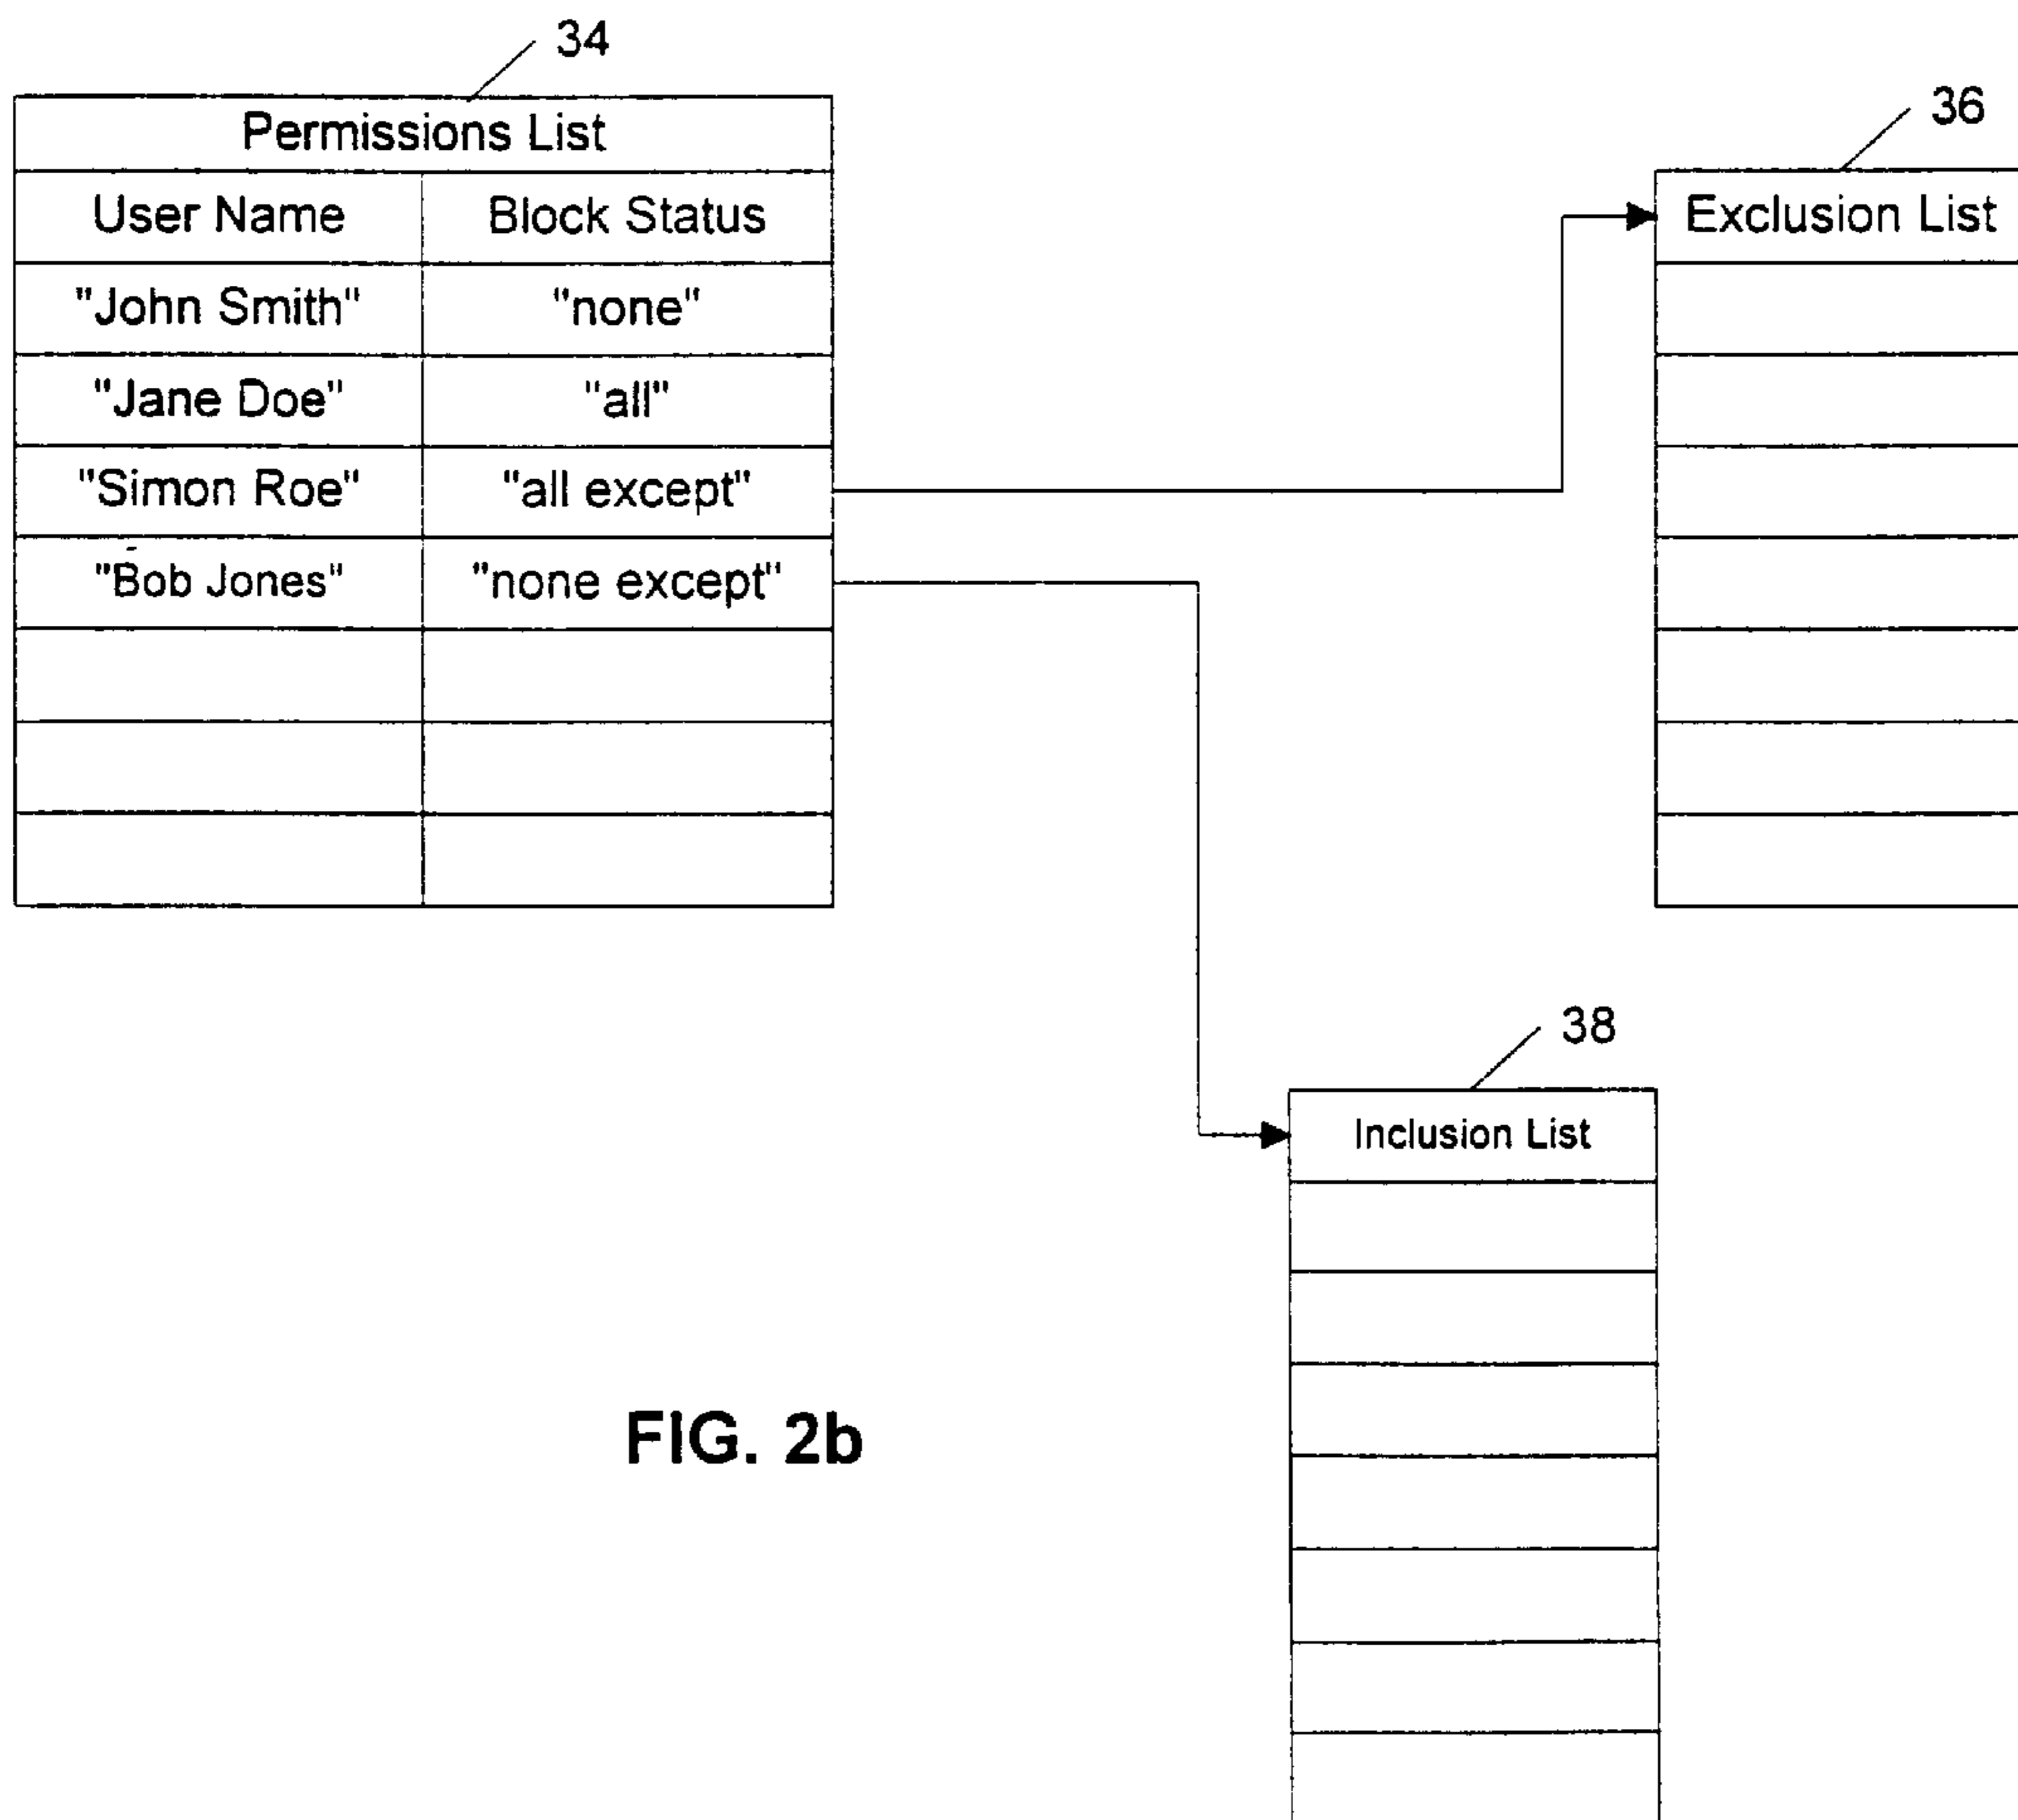 34
Permissions List
User Name Block Status
"John Smith" "none"
"Jane Doe" "all"
"Simon Roe" "all except"
"Bob Jones" "none except"
36
Exclusion List
38
Inclusion List
FIG. 2b